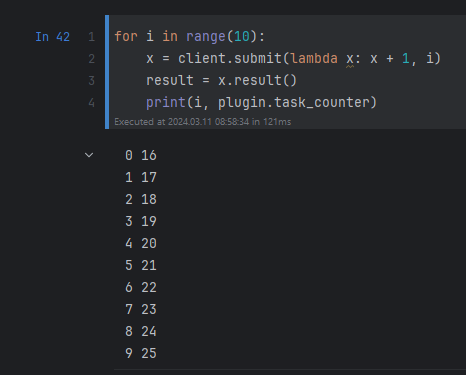 In 42
1 for i in range(10):
2     x = client.submit(lambda x: x + 1, i)
3     result = x.result()
4     print(i, plugin.task_counter)
Executed at 2024.03.11 08:58:34 in 121ms
0 16
1 17
2 18
3 19
4 20
5 21
6 22
7 23
8 24
9 25